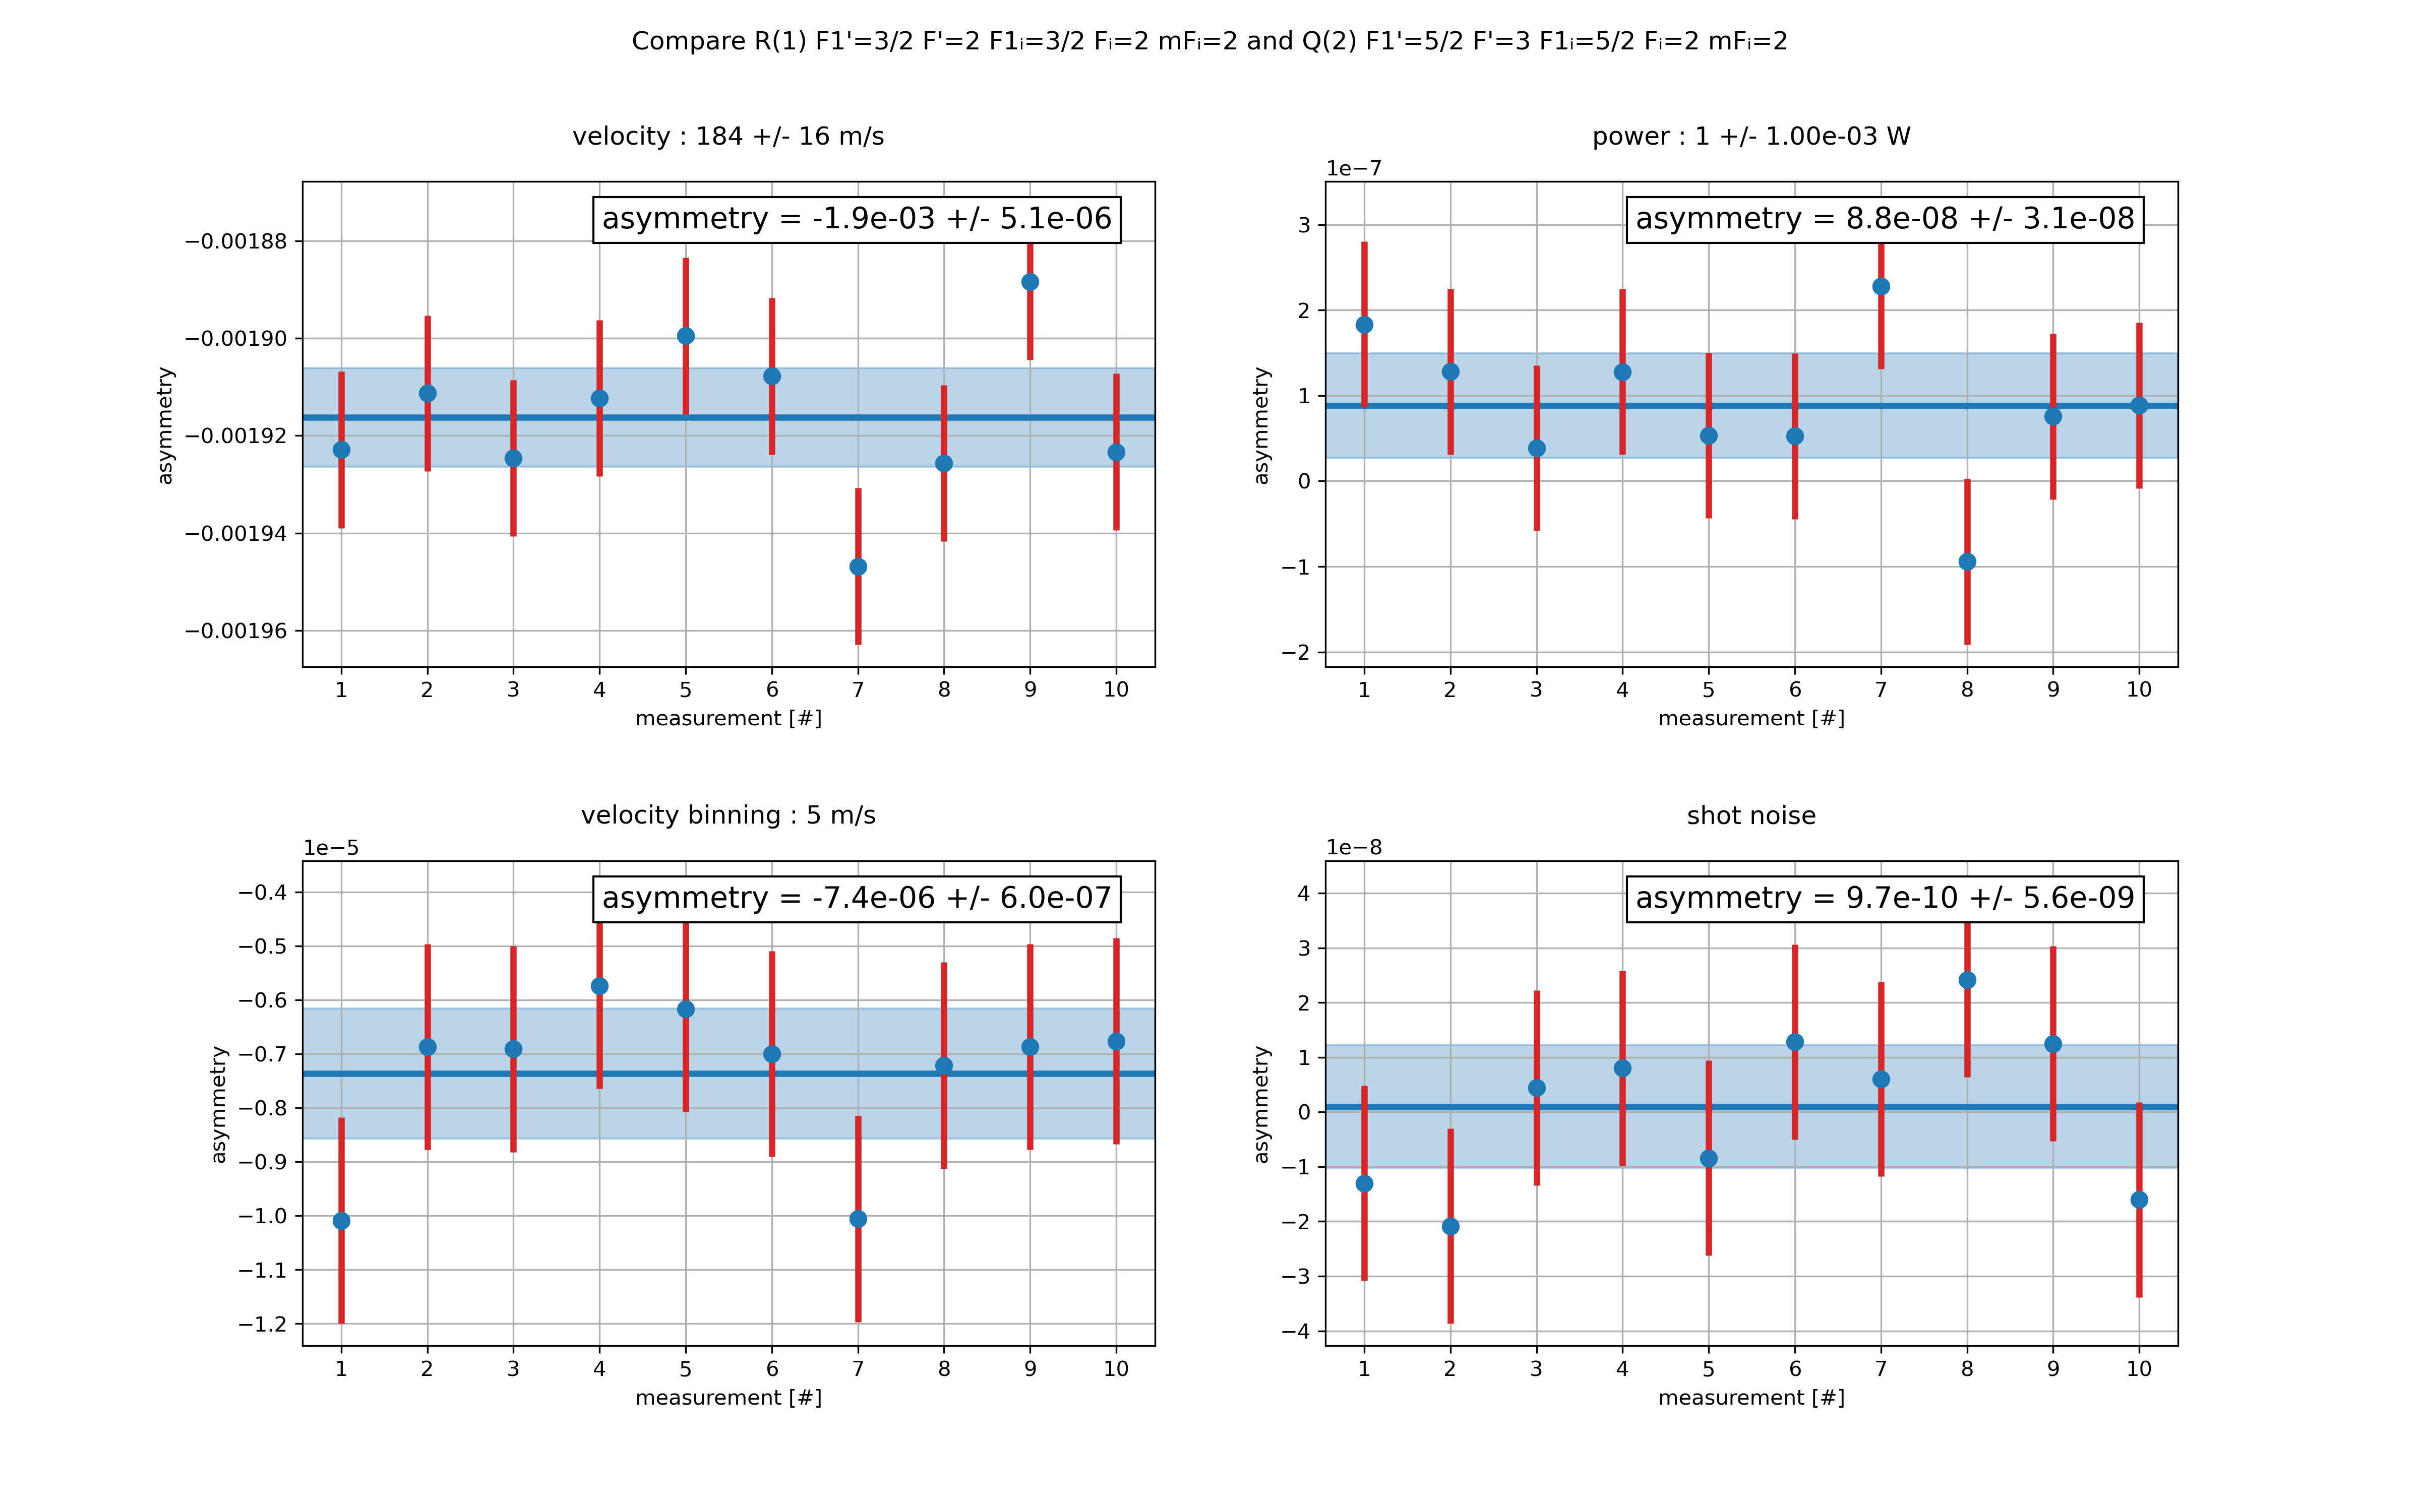 Compare R(1) F1'=3/2 F'=2 F1ᵢ=3/2 Fᵢ=2 mFᵢ=2 and Q(2) F1'=5/2 F'=3 F1ᵢ=5/2 Fᵢ=2 mFᵢ=2
velocity : 184 +/- 16 m/s
asymmetry = -1.9e-03 +/- 5.1e-06
−0.00188
−0.00190
−0.00192
−0.00194
−0.00196
asymmetry
1 2 3 4 5 6 7 8 9 10
measurement [#]
power : 1 +/- 1.00e-03 W
1e−7
asymmetry = 8.8e-08 +/- 3.1e-08
3
2
1
0
−1
−2
asymmetry
1 2 3 4 5 6 7 8 9 10
measurement [#]
velocity binning : 5 m/s
1e−5
asymmetry = -7.4e-06 +/- 6.0e-07
−0.4
−0.5
−0.6
−0.7
−0.8
−0.9
−1.0
−1.1
−1.2
asymmetry
1 2 3 4 5 6 7 8 9 10
measurement [#]
shot noise
1e−8
asymmetry = 9.7e-10 +/- 5.6e-09
4
3
2
1
0
−1
−2
−3
−4
asymmetry
1 2 3 4 5 6 7 8 9 10
measurement [#]